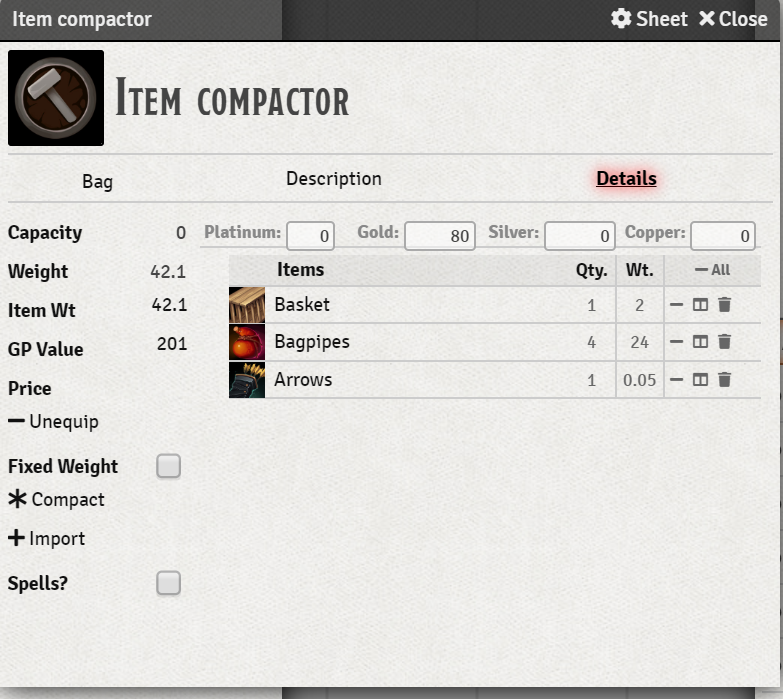 Item compactor
Sheet Close
Item compactor
Bag Description Details
Capacity 0
Platinum: 0 Gold: 80 Silver: 0 Copper: 0
Weight 42.1
Items Qty. Wt. All
Item Wt 42.1
Basket 1 2
GP Value 201
Bagpipes 4 24
Price
Arrows 1 0.05
Unequip
Fixed Weight
Compact
Import
Spells?